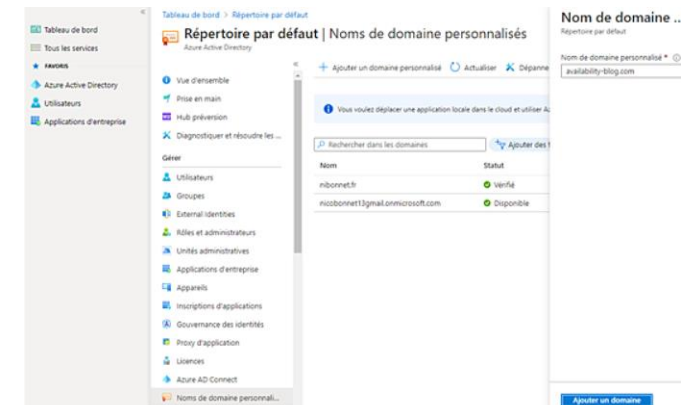 Tableau de bord
Tous les services
FAVORIS
Azure Active Directory
Utilisateurs
Applications d'entreprise
Tableau de bord > Répertoire par défaut
Répertoire par défaut | Noms de domaine personnalisés
Azure Active Directory
Vue d'ensemble
Prise en main
Hub préversion
Diagnostiquer et résoudre les ...
Gérer
Utilisateurs
Groupes
External Identities
Rôles et administrateurs
Unités administratives
Applications d'entreprise
Appareils
Inscriptions d'applications
Gouvernance des identités
Proxy d'application
Licences
Azure AD Connect
Noms de domaine personnali...
+ Ajouter un domaine personnalisé Actualiser Dépanne
Vous voulez déplacer une application locale dans le cloud et utiliser Az
Rechercher dans les domaines Ajouter des f
Nom Statut
nibonnet.fr Vérifié
nicobonnet13gmail.onmicrosoft.com Disponible
Nom de domaine ...
Répertoire par défaut
Nom de domaine personnalisé *
availability-blog.com
Ajouter un domaine